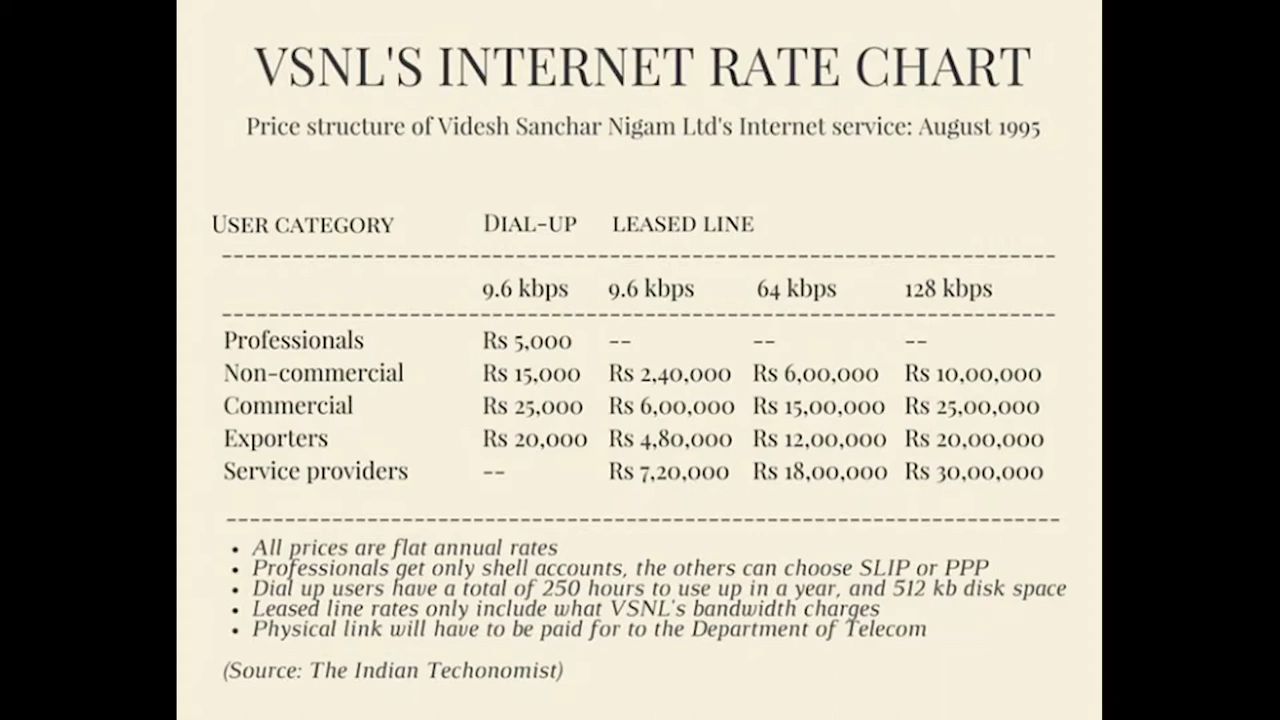 VSNL'S INTERNET RATE CHART
Price structure of Videsh Sanchar Nigam Ltd's Internet service: August 1995
USER CATEGORY DIAL-UP LEASED LINE
9.6 kbps 9.6 kbps 64 kbps 128 kbps
Professionals Rs 5,000 -- -- --
Non-commercial Rs 15,000 Rs 2,40,000 Rs 6,00,000 Rs 10,00,000
Commercial Rs 25,000 Rs 6,00,000 Rs 15,00,000 Rs 25,00,000
Exporters Rs 20,000 Rs 4,80,000 Rs 12,00,000 Rs 20,00,000
Service providers -- Rs 7,20,000 Rs 18,00,000 Rs 30,00,000
• All prices are flat annual rates
• Professionals get only shell accounts, the others can choose SLIP or PPP
• Dial up users have a total of 250 hours to use up in a year, and 512 kb disk space
• Leased line rates only include what VSNL's bandwidth charges
• Physical link will have to be paid for to the Department of Telecom
(Source: The Indian Techonomist)